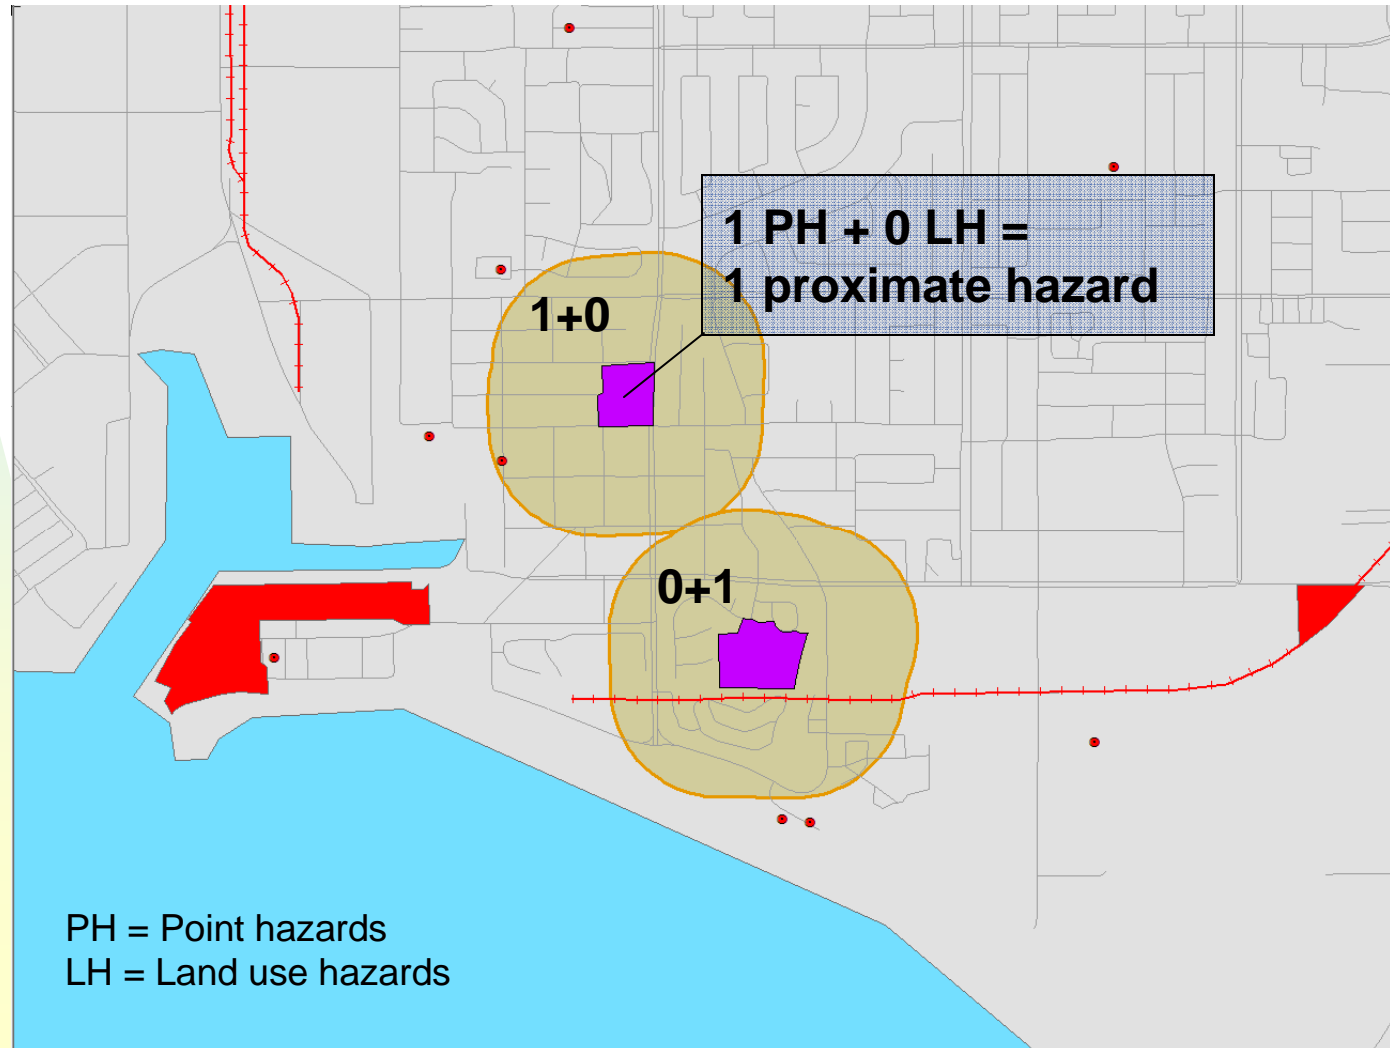 1 PH + 0 LH =
1 proximate hazard
1+0
0+1
PH = Point hazards
LH = Land use hazards